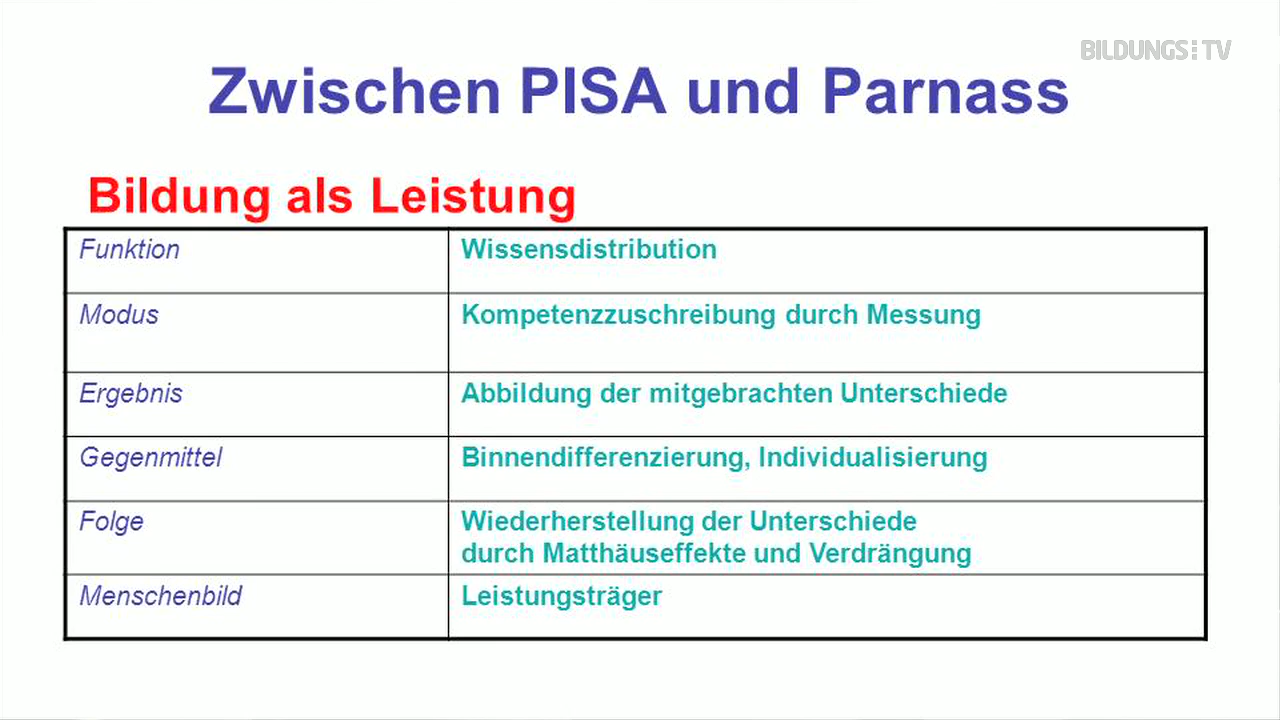 BILDUNGS:TV
Zwischen PISA und Parnass
Bildung als Leistung
Funktion Wissensdistribution
Modus Kompetenzzuschreibung durch Messung
Ergebnis Abbildung der mitgebrachten Unterschiede
Gegenmittel Binnendifferenzierung, Individualisierung
Folge Wiederherstellung der Unterschiede
durch Matthäuseffekte und Verdrängung
Menschenbild Leistungsträger